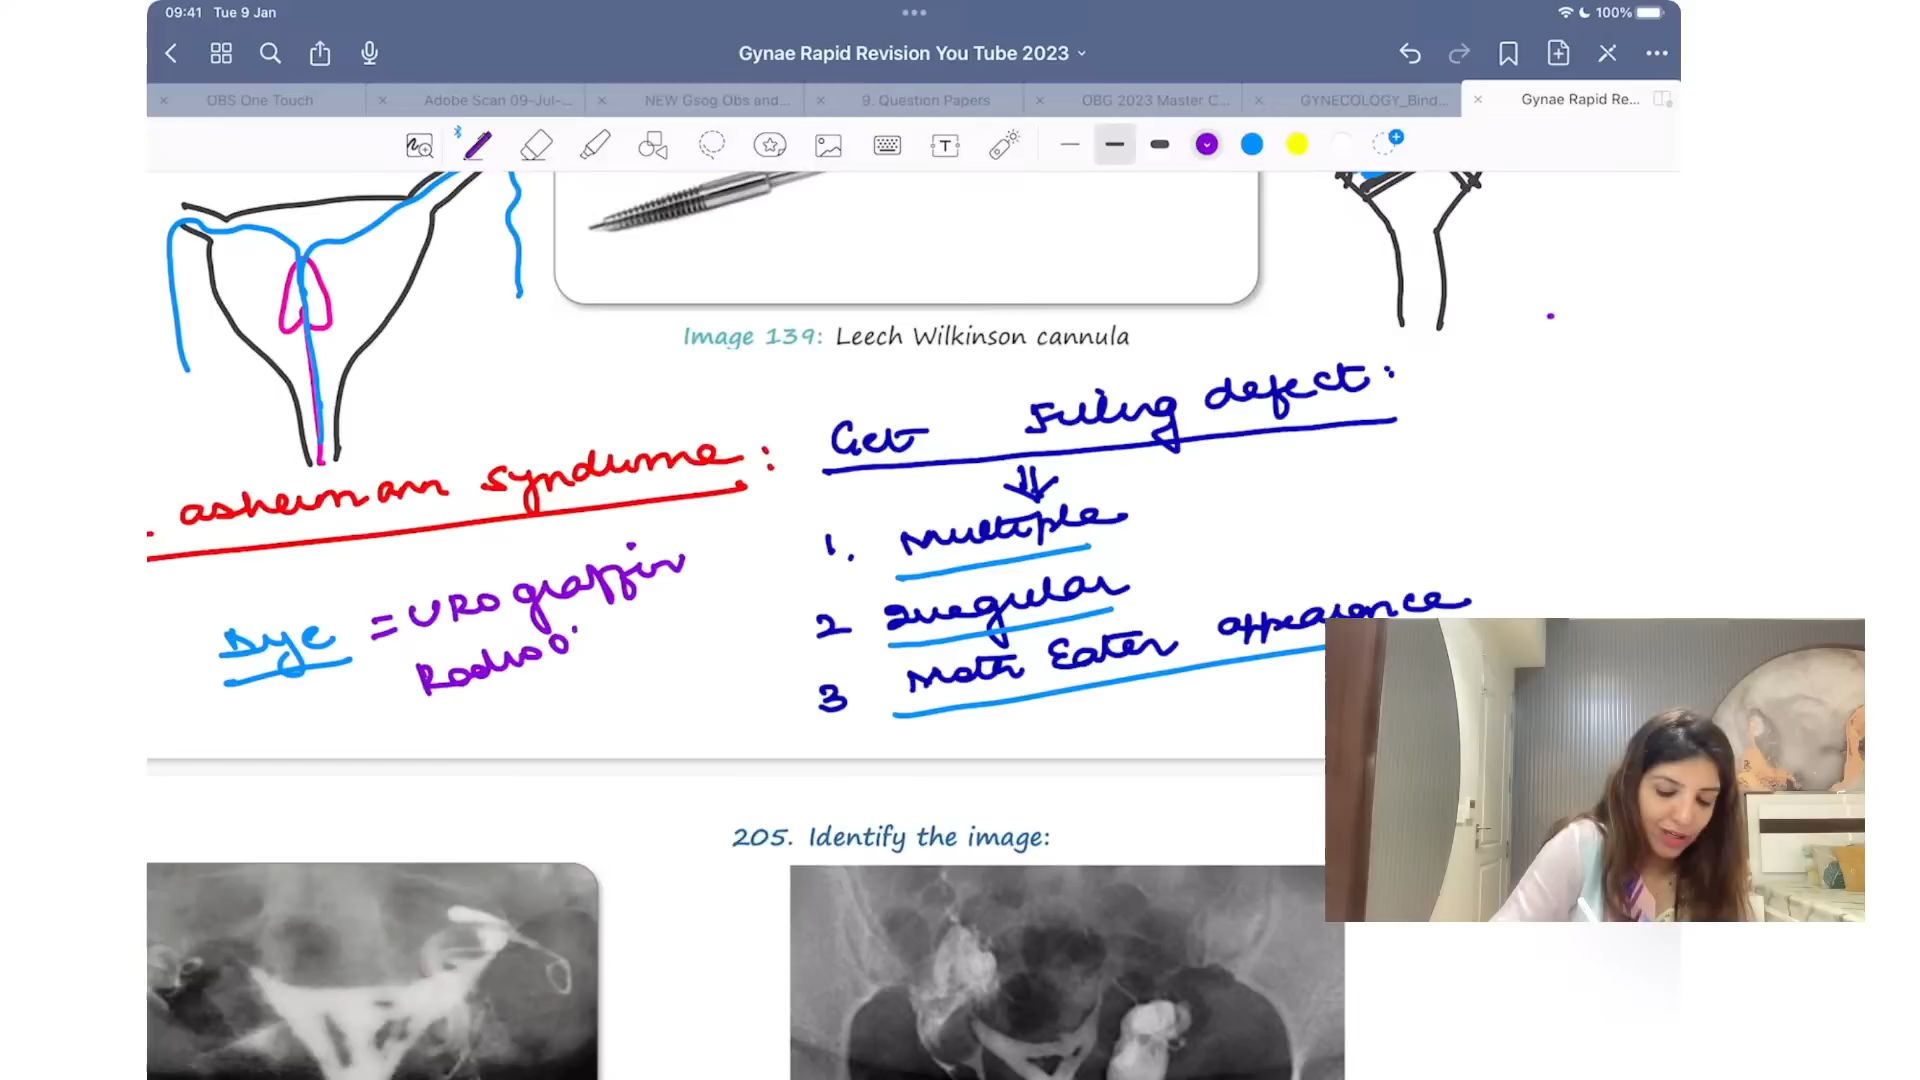 09:41 Tue 9 Jan
100%
Gynae Rapid Revision You Tube 2023
OBS One Touch
Adobe Scan 09-Jul-...
NEW Gsog Obs and...
9. Question Papers
OBG 2023 Master C...
GYNECOLOGY_Bind...
Gynae Rapid Re...
Image 139: Leech Wilkinson cannula
Get Filling defect:
asherman syndrome:
1. Multiple
2 Irregular
3 Moth Eaten appearence
Dye = URO graffin
Radioo
205. Identify the image: